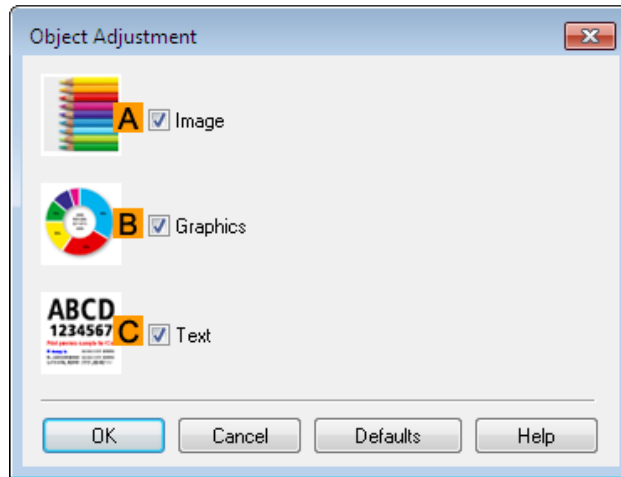 Object Adjustment
A Image
B Graphics
ABCD
1234567
C Text
OK Cancel Defaults Help